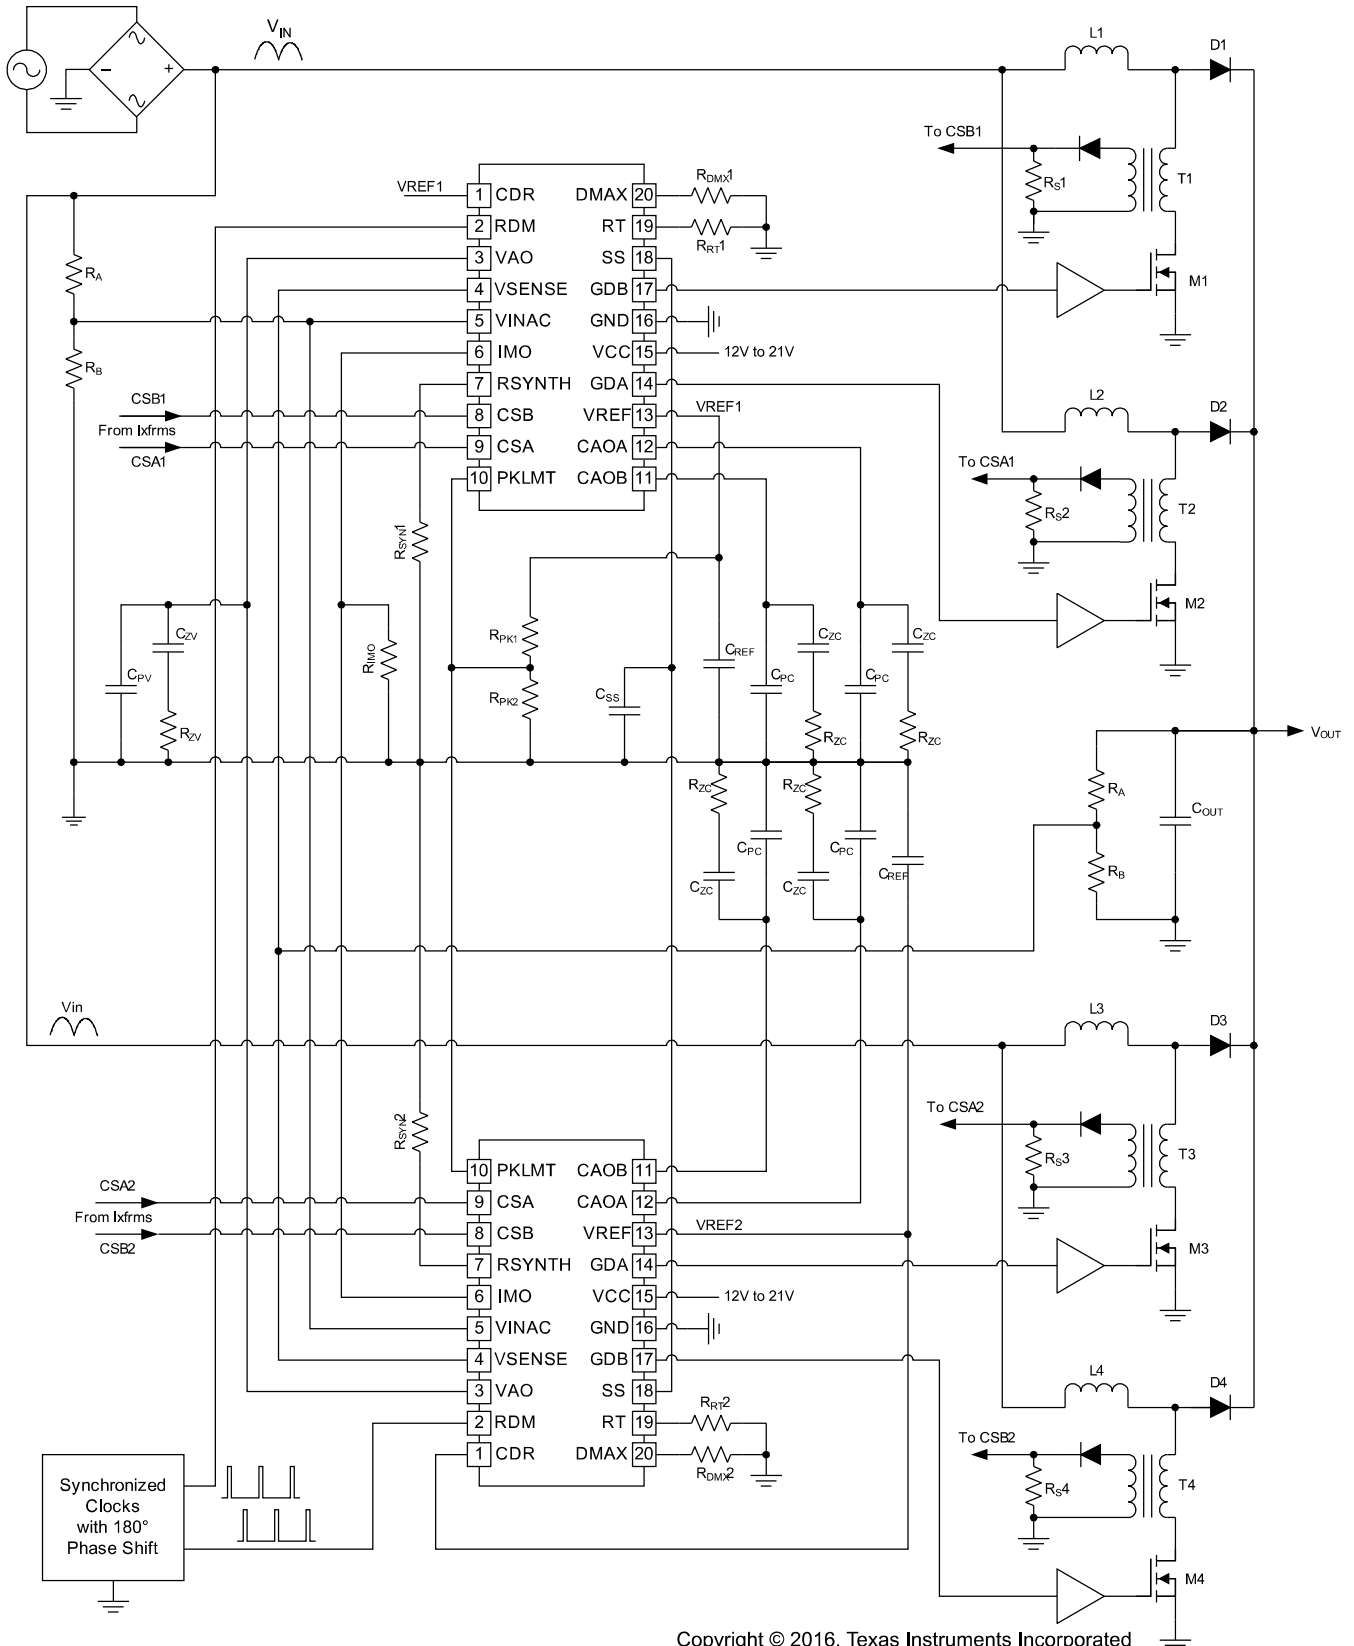 V_IN
L1
D1
To CSB1
R_S1
T1
M1
VREF1
1 CDR
2 RDM
3 VAO
4 VSENSE
5 VINAC
6 IMO
7 RSYNTH
8 CSB
9 CSA
10 PKLMT
DMAX 20
RT 19
SS 18
GDB 17
GND 16
VCC 15
GDA 14
VREF 13
CAOA 12
CAOB 11
R_DMX1
R_RT1
12V to 21V
VREF1
R_A
R_B
CSB1
From Ixfrms
CSA1
L2
D2
To CSA1
R_S2
T2
M2
R_SYN1
C_ZV
C_PV
R_ZV
R_IMO
R_PK1
R_PK2
C_SS
C_REF
C_PC
C_ZC
R_ZC
C_PC
C_ZC
R_ZC
V_OUT
R_A
R_B
C_OUT
R_ZC
C_PC
C_ZC
R_ZC
C_PC
C_ZC
C_REF
Vin
L3
D3
To CSA2
R_S3
T3
M3
R_SYN2
CSA2
From Ixfrms
CSB2
10 PKLMT
9 CSA
8 CSB
7 RSYNTH
6 IMO
5 VINAC
4 VSENSE
3 VAO
2 RDM
1 CDR
CAOB 11
CAOA 12
VREF 13
GDA 14
VCC 15
GND 16
GDB 17
SS 18
RT 19
DMAX 20
VREF2
12V to 21V
R_RT2
R_DMX2
L4
D4
To CSB2
R_S4
T4
M4
Synchronized
Clocks
with 180°
Phase Shift
Copyright © 2016, Texas Instruments Incorporated